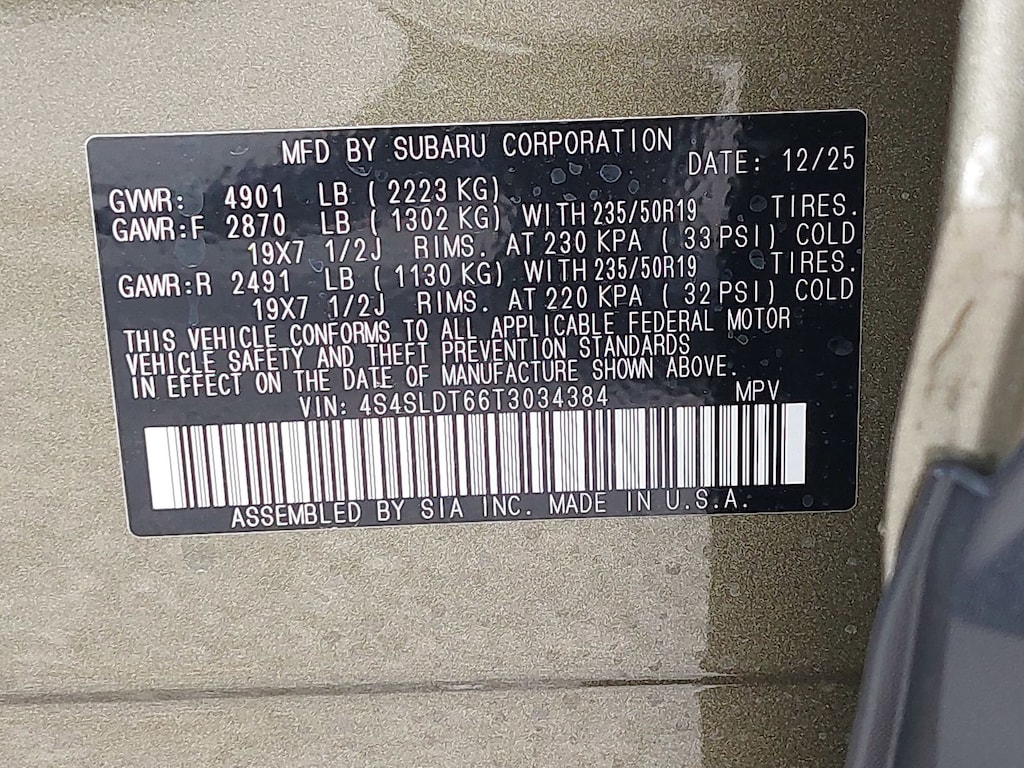 MFD BY SUBARU CORPORATION DATE: 12/25
GVWR: 4901 LB ( 2223 KG)
GAWR:F 2870 LB ( 1302 KG) WITH 235/50R19 TIRES.
19X7 1/2J RIMS. AT 230 KPA ( 33 PSI) COLD
GAWR:R 2491 LB ( 1130 KG) WITH 235/50R19 TIRES.
19X7 1/2J RIMS. AT 220 KPA ( 32 PSI) COLD
THIS VEHICLE CONFORMS TO ALL APPLICABLE FEDERAL MOTOR
VEHICLE SAFETY AND THEFT PREVENTION STANDARDS
IN EFFECT ON THE DATE OF MANUFACTURE SHOWN ABOVE.
VIN: 4S4SLDT66T3034384 MPV
ASSEMBLED BY SIA INC. MADE IN U.S.A.